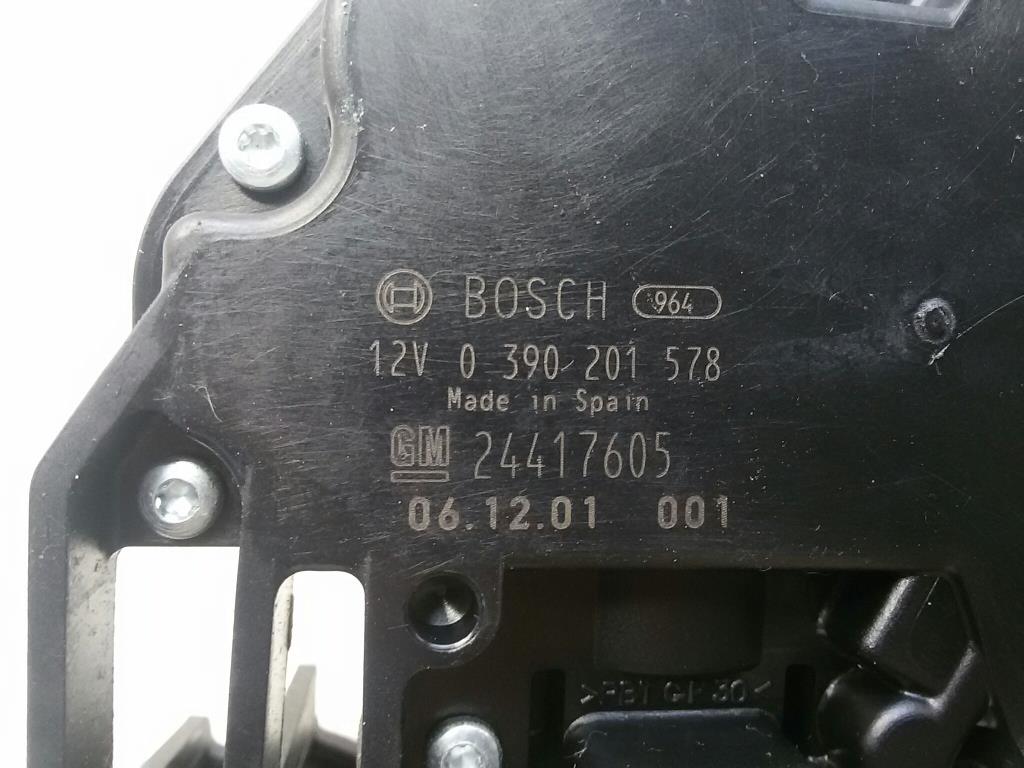 BOSCH 964
12V 0 390 201 578
Made in Spain
GM 24417605
06.12.01 001
>PBT GF 30<